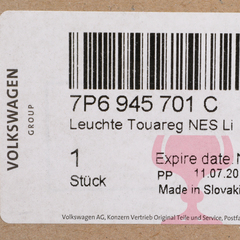 VOLKSWAGEN
GROUP
7P6 945 701 C
Leuchte Touareg NES Li
1 Expire date: N
Stück PP 11.07.20
Made in Slovaki
Volkswagen AG, Konzern Vertrieb Original Teile und Service, Postfa